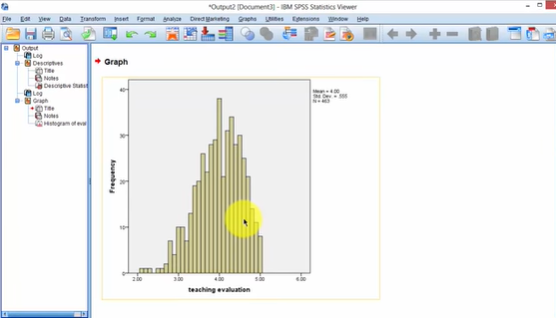 *Output2 [Document3] - IBM SPSS Statistics Viewer
File Edit View Data Transform Insert Format Analyze Direct Marketing Graphs Utilities Extensions Window Help
Output
Log
Descriptives
Title
Notes
Descriptive Statist
Log
Graph
Title
Notes
Histogram of eval
Graph
Mean = 4.00
Std. Dev. = .555
N = 463
40
30
20
10
0
Frequency
2.00 3.00 4.00 5.00 6.00
teaching evaluation